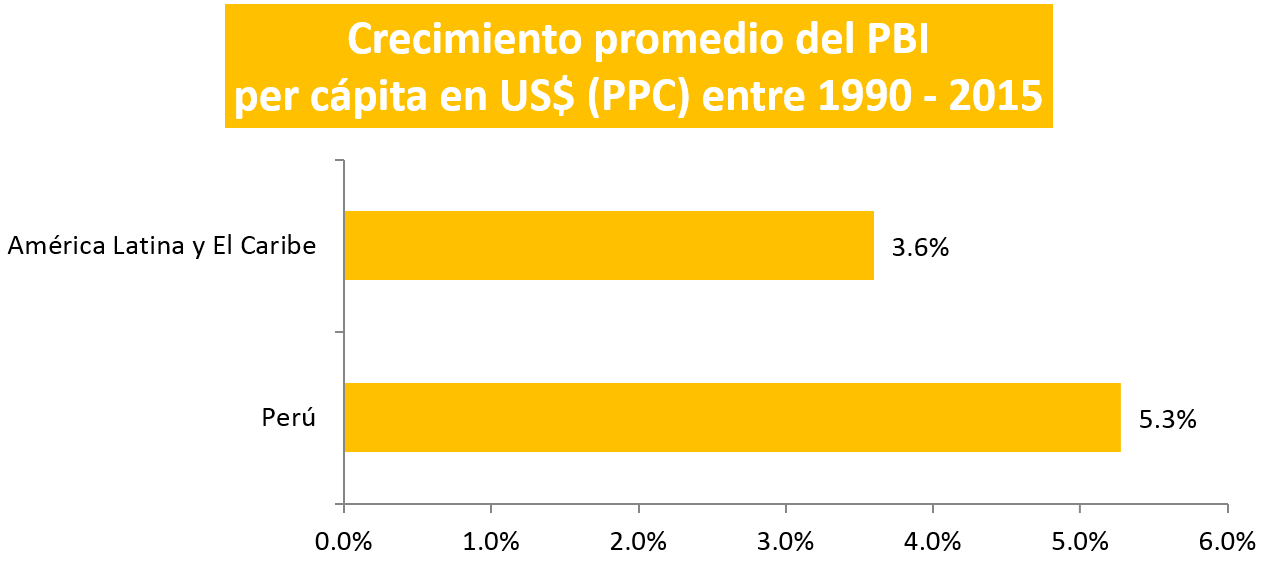 Crecimiento promedio del PBI
per cápita en US$ (PPC) entre 1990 - 2015
América Latina y El Caribe
3.6%
Perú
5.3%
0.0%
1.0%
2.0%
3.0%
4.0%
5.0%
6.0%